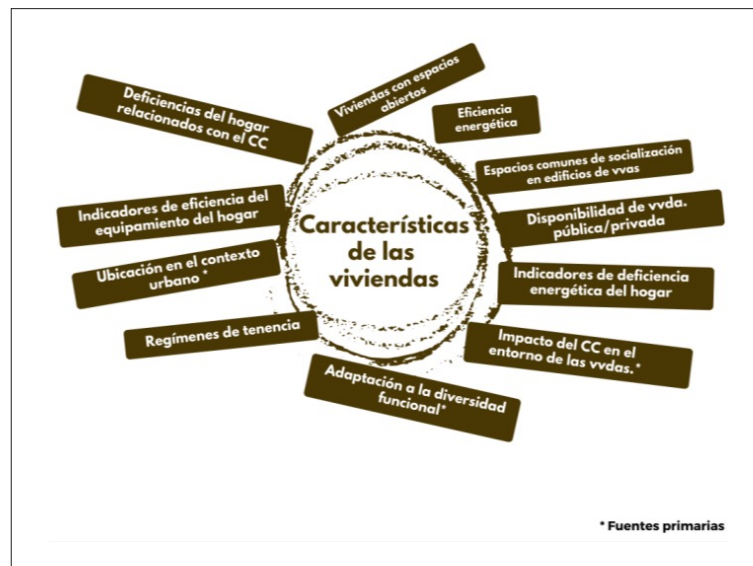 Viviendas con espacios
abiertos
Deficiencias del hogar
relacionados con el CC
Eficiencia
energética
Espacios comunes de socialización
en edificios de vvas
Indicadores de eficiencia del
equipamiento del hogar
Características
de las
viviendas
Disponibilidad de vvda.
pública/privada
Ubicación en el contexto
urbano *
Indicadores de deficiencia
energética del hogar
Regímenes de tenencia
Impacto del CC en el
entorno de las vvdas.*
Adaptación a la diversidad
funcional*
* Fuentes primarias